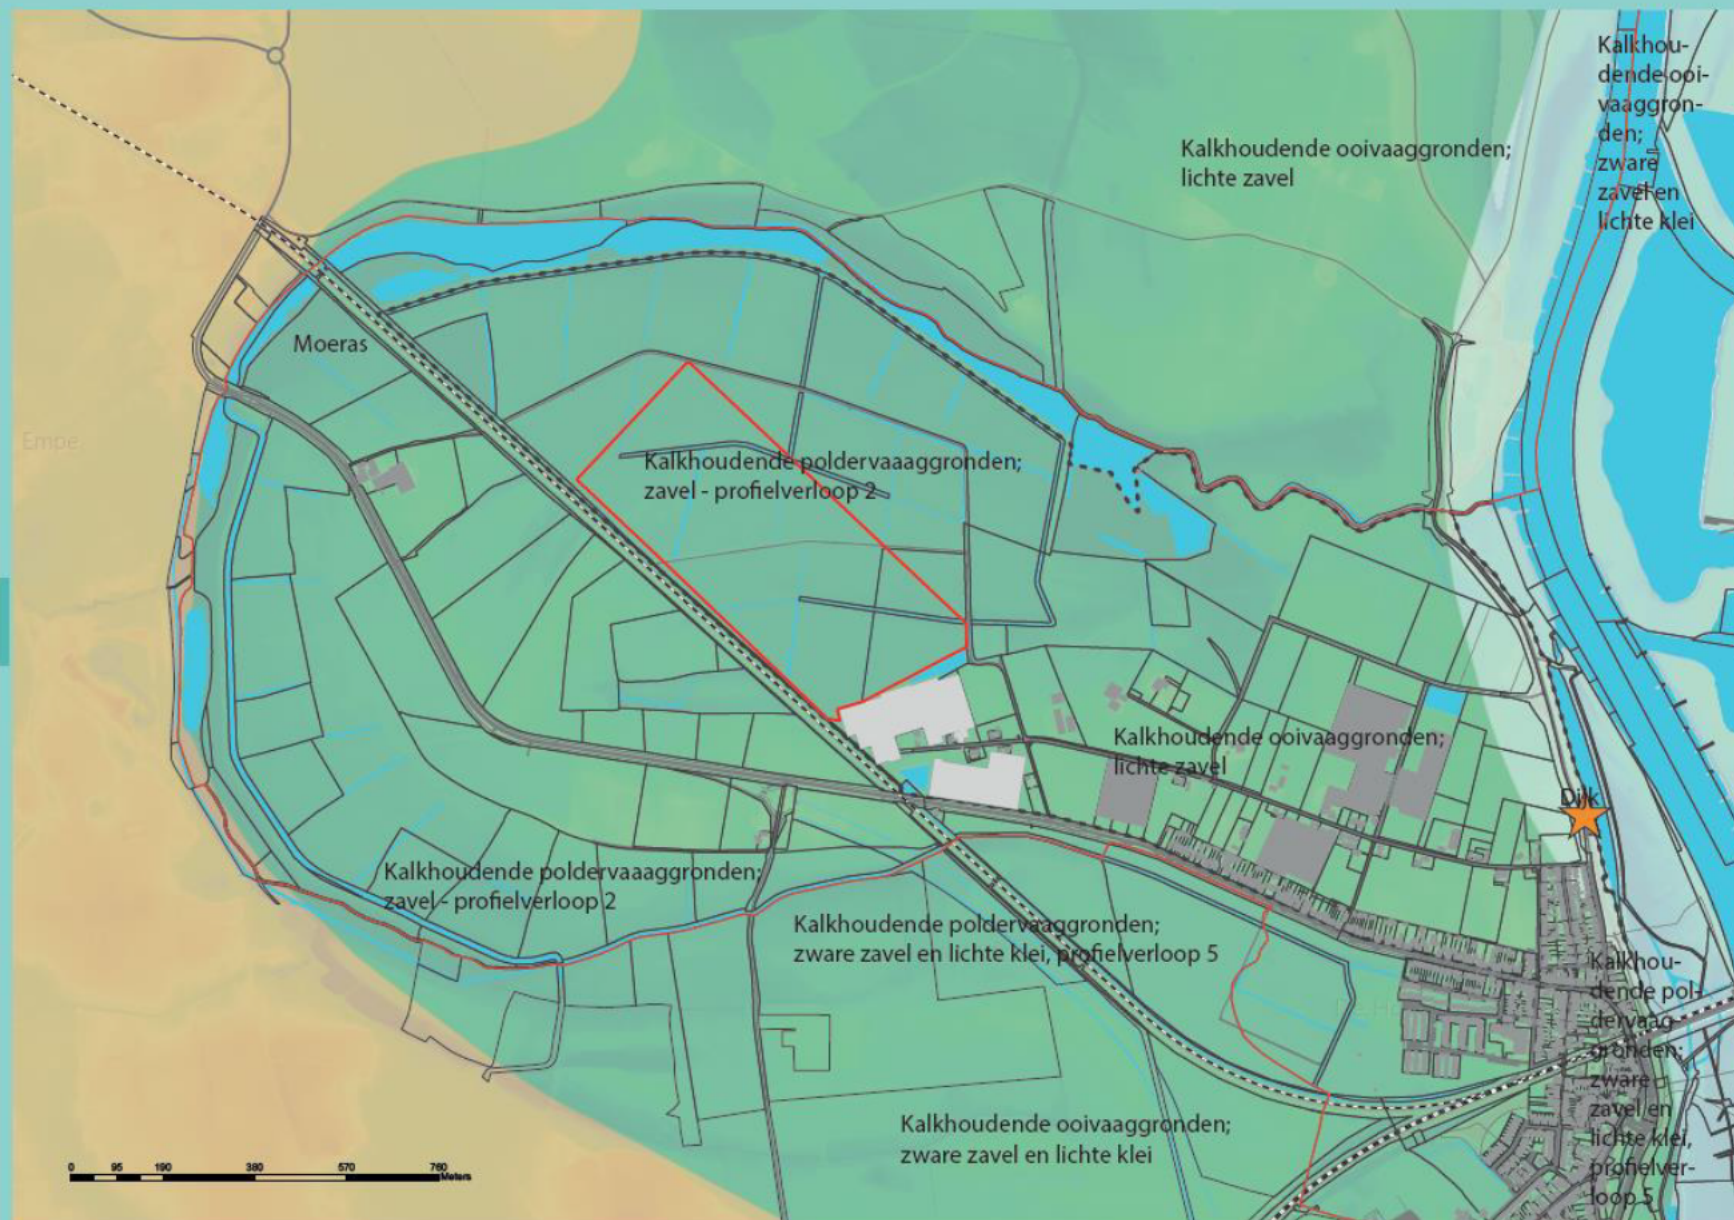 Kalkhou-
dende ooi-
vaaggron-
den;
zware
zavel en
lichte klei
Kalkhoudende ooivaaggronden;
lichte zavel
Moeras
Empe
Kalkhoudende poldervaaaggronden;
zavel - profielverloop 2
Kalkhoudende ooivaaggronden;
lichte zavel
Dijk
Kalkhoudende poldervaaaggronden;
zavel - profielverloop 2
Kalkhoudende poldervaaggronden;
zware zavel en lichte klei, profielverloop 5
Kalkhou-
dende pol-
dervaag-
gronden;
zware
zavel en
lichte klei,
profielver-
loop 5
Kalkhoudende ooivaaggronden;
zware zavel en lichte klei
0 95 190 380 570 760
Meters